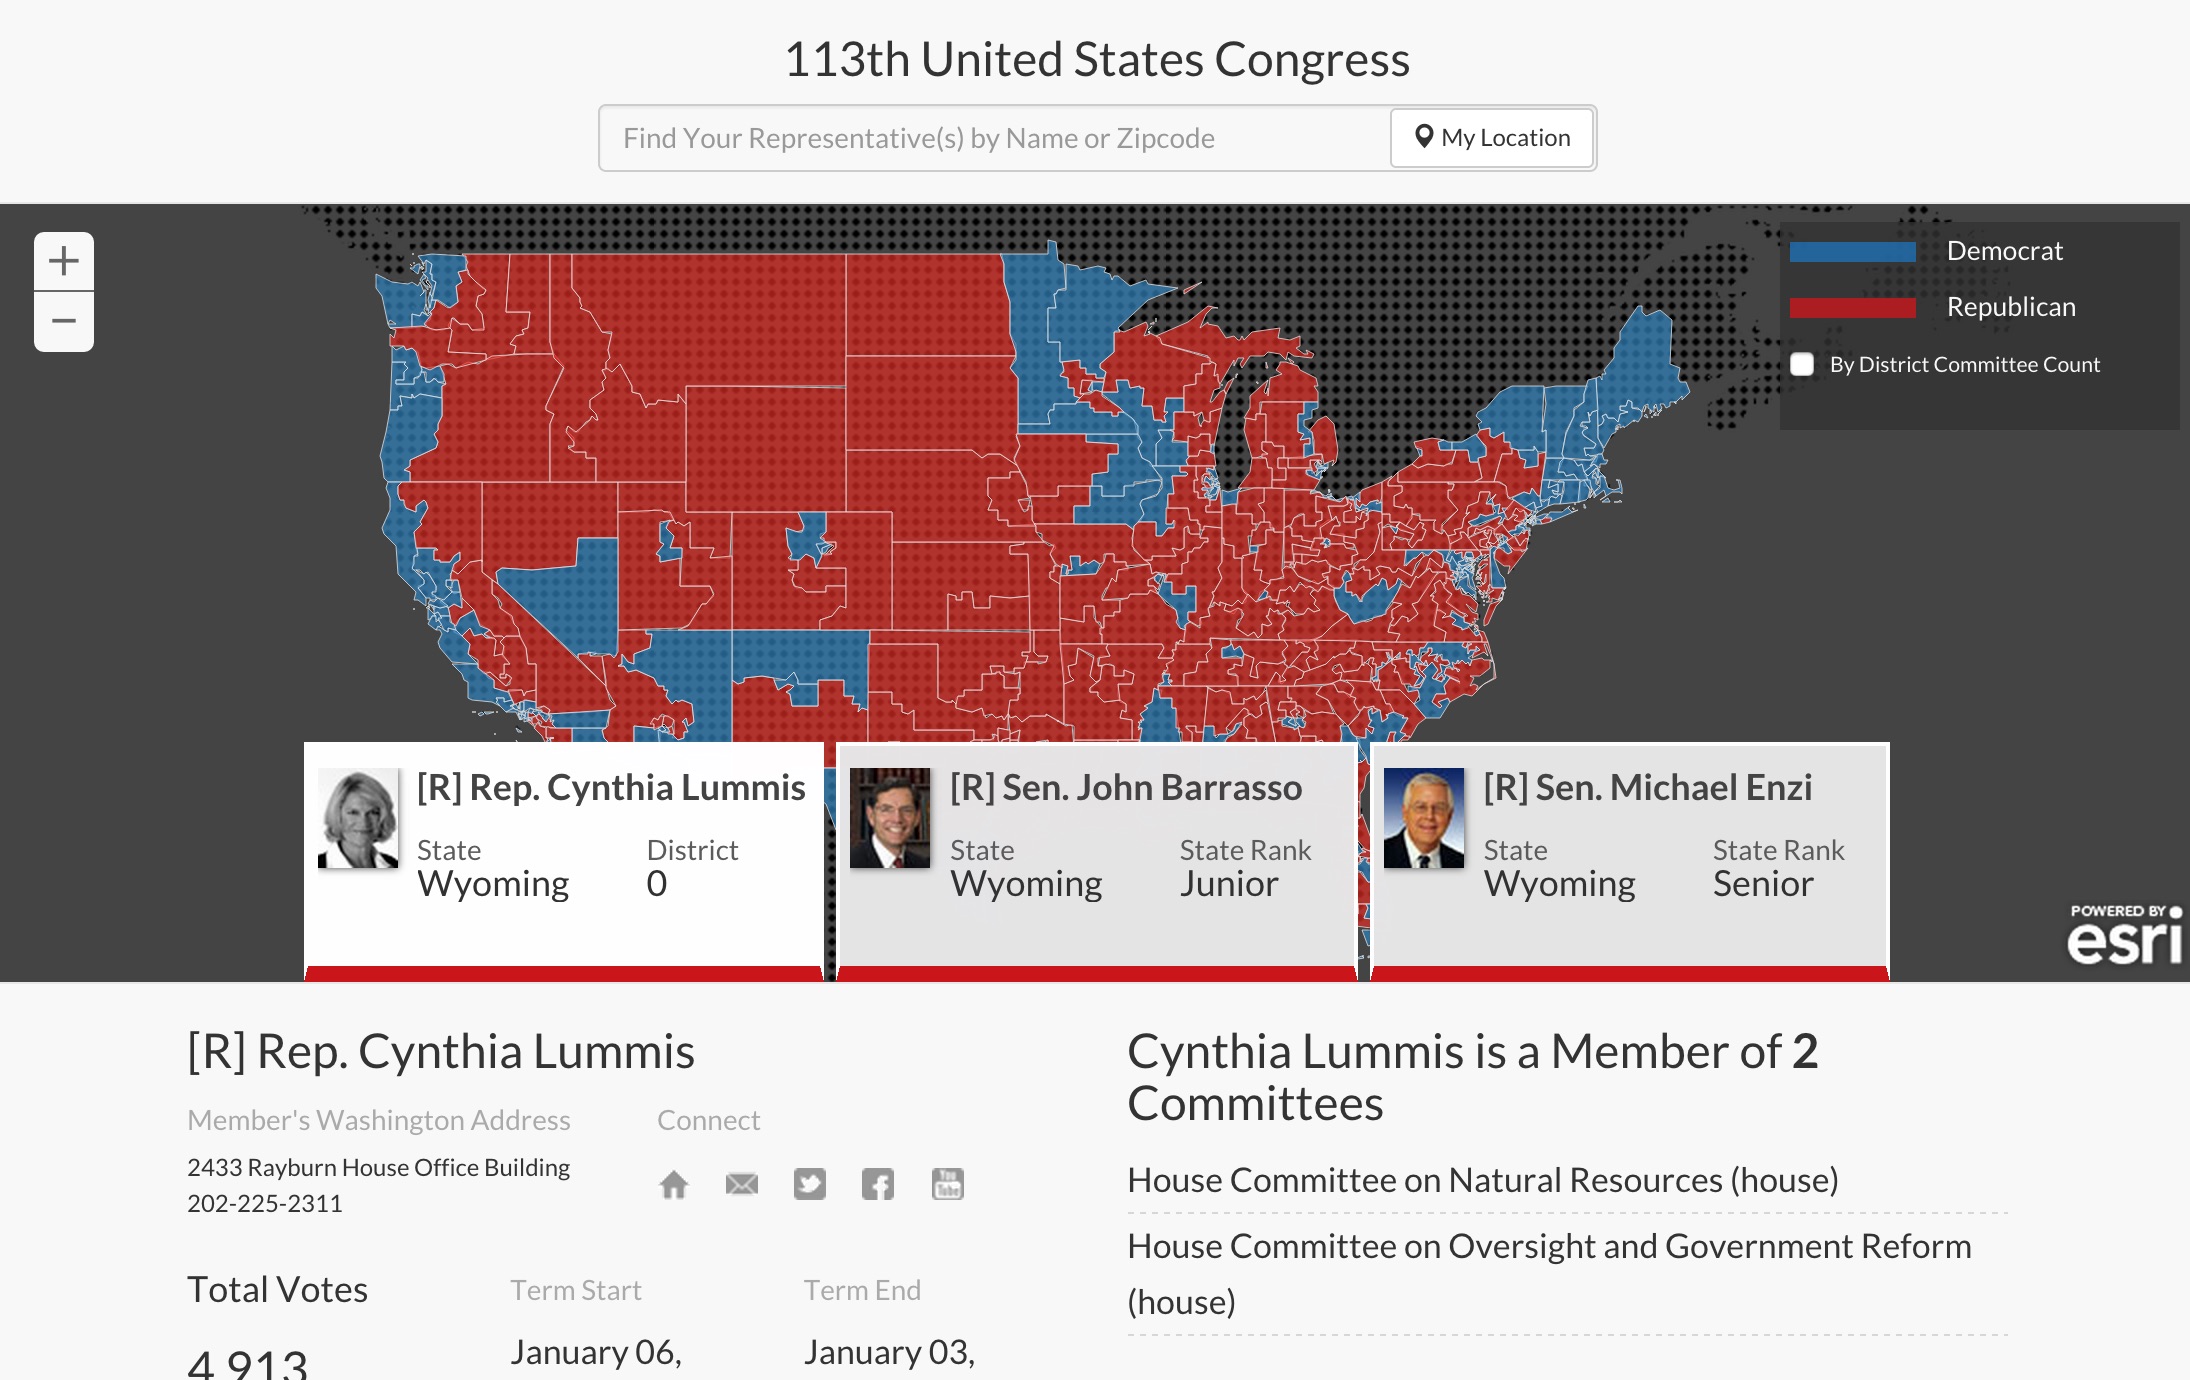 113th United States Congress
Find Your Representative(s) by Name or Zipcode
My Location
+
−
Democrat
Republican
By District Committee Count
[R] Rep. Cynthia Lummis
State
District
Wyoming
0
[R] Sen. John Barrasso
State
State Rank
Wyoming
Junior
[R] Sen. Michael Enzi
State
State Rank
Wyoming
Senior
POWERED BY
esri
[R] Rep. Cynthia Lummis
Member's Washington Address
Connect
2433 Rayburn House Office Building
202-225-2311
You
Tube
Total Votes
Term Start
Term End
4,913
January 06,
January 03,
Cynthia Lummis is a Member of 2
Committees
House Committee on Natural Resources (house)
House Committee on Oversight and Government Reform
(house)